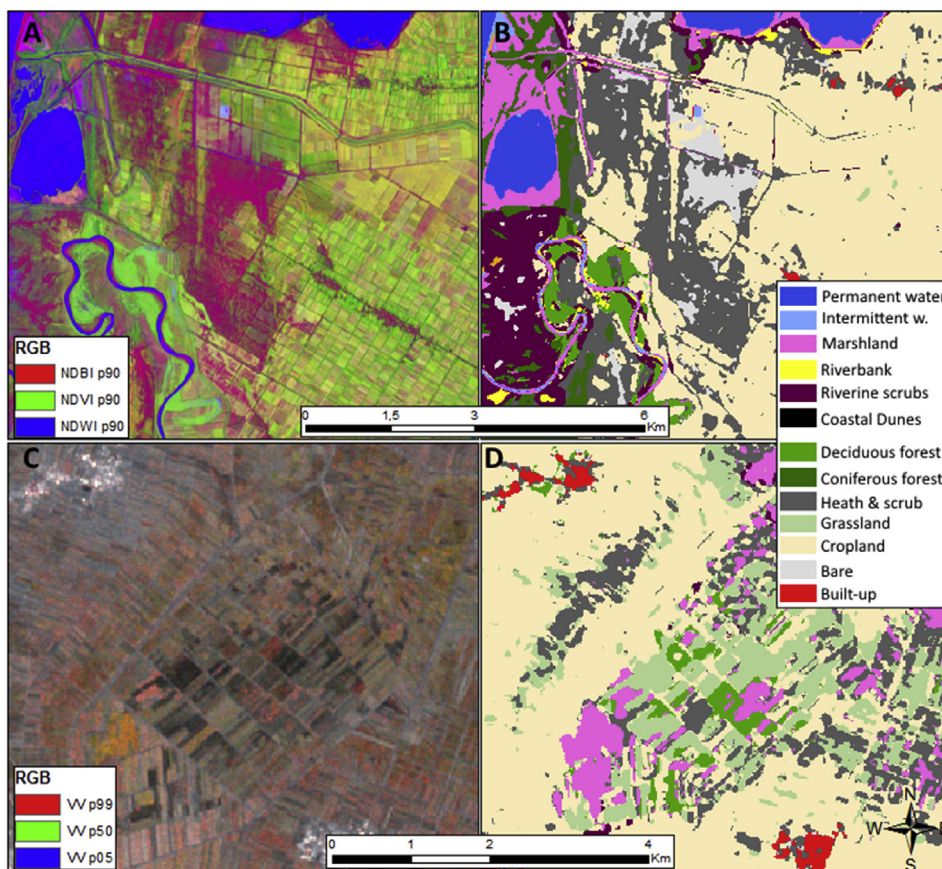 A
B
RGB
NDBI p90
NDVI p90
NDWI p90
0 1,5 3 6
Km
Permanent water
Intermittent w.
Marshland
Riverbank
Riverine scrubs
Coastal Dunes
Deciduous forest
Coniferous forest
Heath & scrub
Grassland
Cropland
Bare
Built-up
C
D
RGB
VV p99
VV p50
VV p05
0 1 2 4
Km
N
W
S